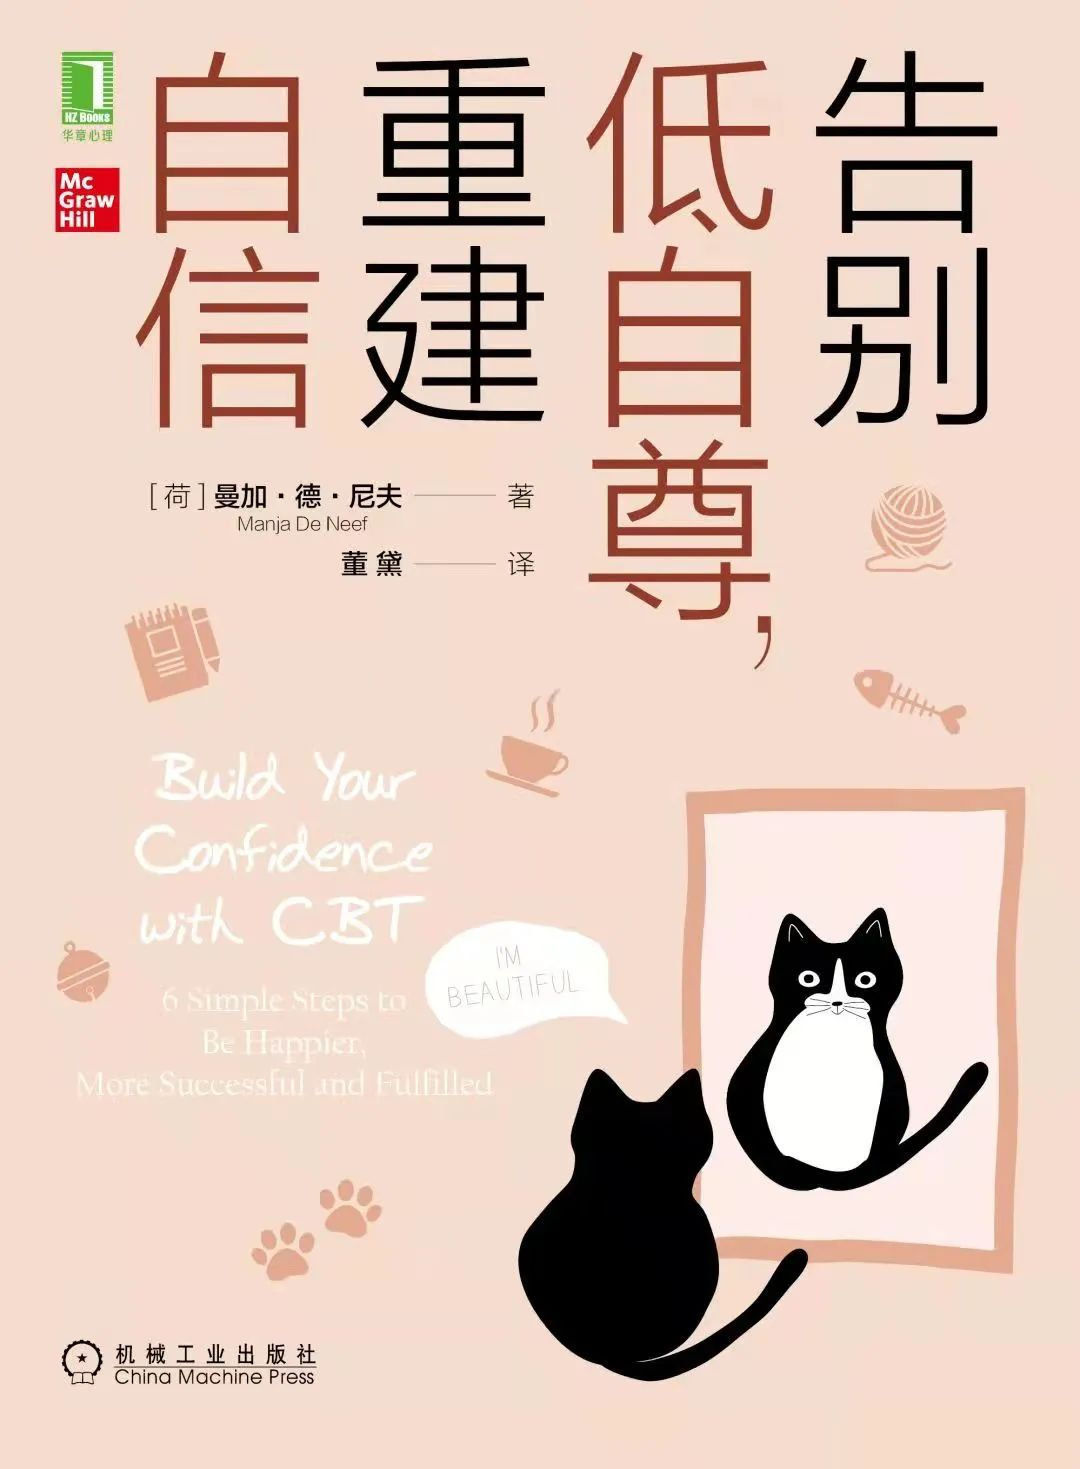 告别
低自尊，
重建
自信
HZ BOOKS
华章心理
Mc
Graw
Hill
[荷]曼加·德·尼夫 著
Manja De Neef
董黛 译
Build Your
Confidence
with CBT
6 Simple Steps to
Be Happier,
More Successful and Fulfilled
I'M
BEAUTIFUL
机械工业出版社
China Machine Press